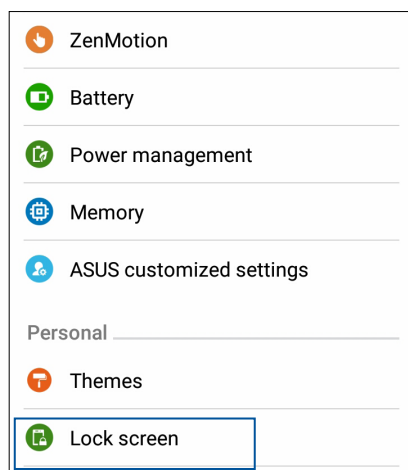 ZenMotion
Battery
Power management
Memory
ASUS customized settings
Personal
Themes
Lock screen